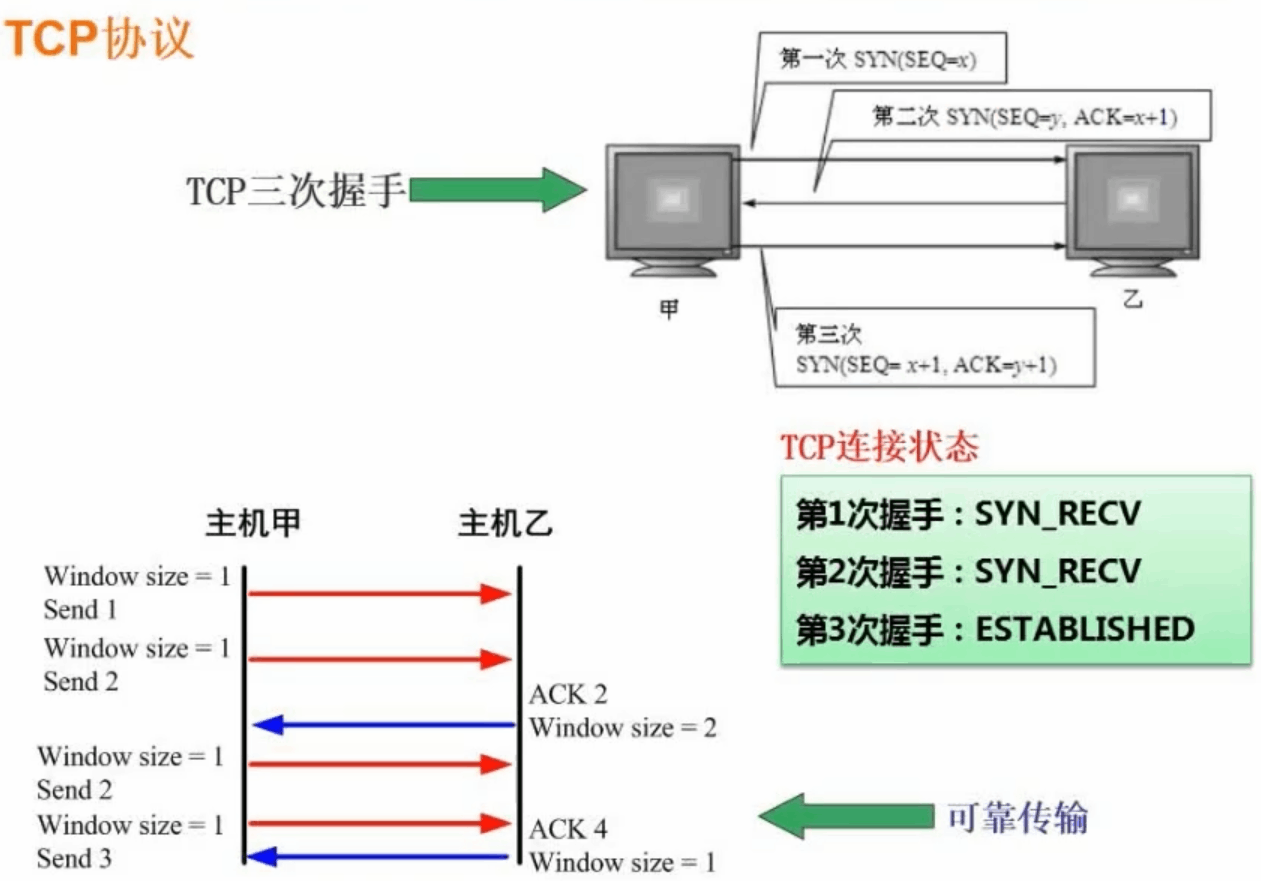 TCP协议
第一次 SYN(SEQ=x)
第二次 SYN(SEQ=y, ACK=x+1)
TCP三次握手
甲
乙
第三次
SYN(SEQ= x+1, ACK=y+1)
TCP连接状态
第1次握手：SYN_RECV
第2次握手：SYN_RECV
第3次握手：ESTABLISHED
主机甲
主机乙
Window size = 1
Send 1
Window size = 1
Send 2
ACK 2
Window size = 2
Window size = 1
Send 2
Window size = 1
Send 3
ACK 4
Window size = 1
可靠传输